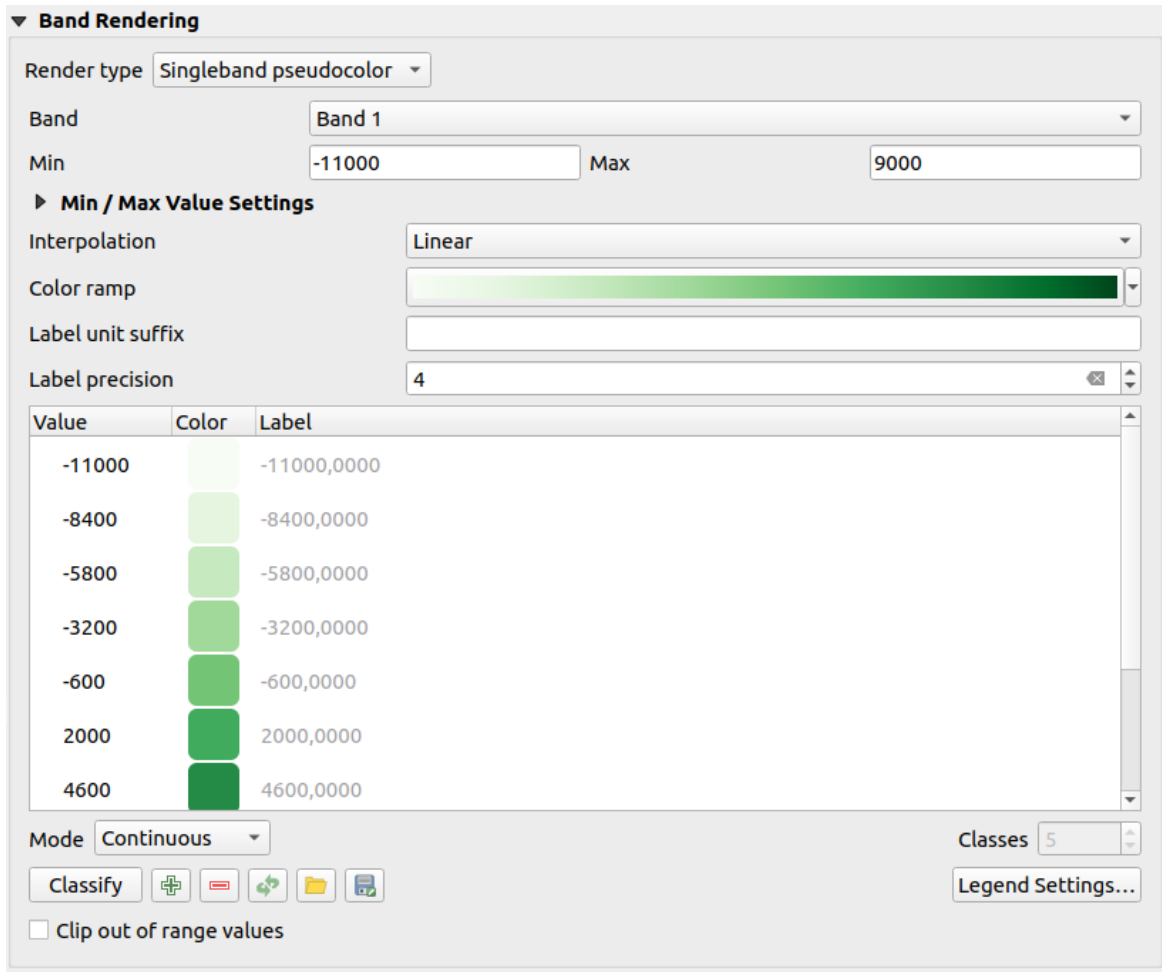 Band Rendering
Render type Singleband pseudocolor
Band Band 1
Min -11000 Max 9000
Min / Max Value Settings
Interpolation Linear
Color ramp
Label unit suffix
Label precision 4
Value Color Label
-11000 -11000,0000
-8400 -8400,0000
-5800 -5800,0000
-3200 -3200,0000
-600 -600,0000
2000 2000,0000
4600 4600,0000
Mode Continuous Classes 5
Classify Legend Settings...
Clip out of range values